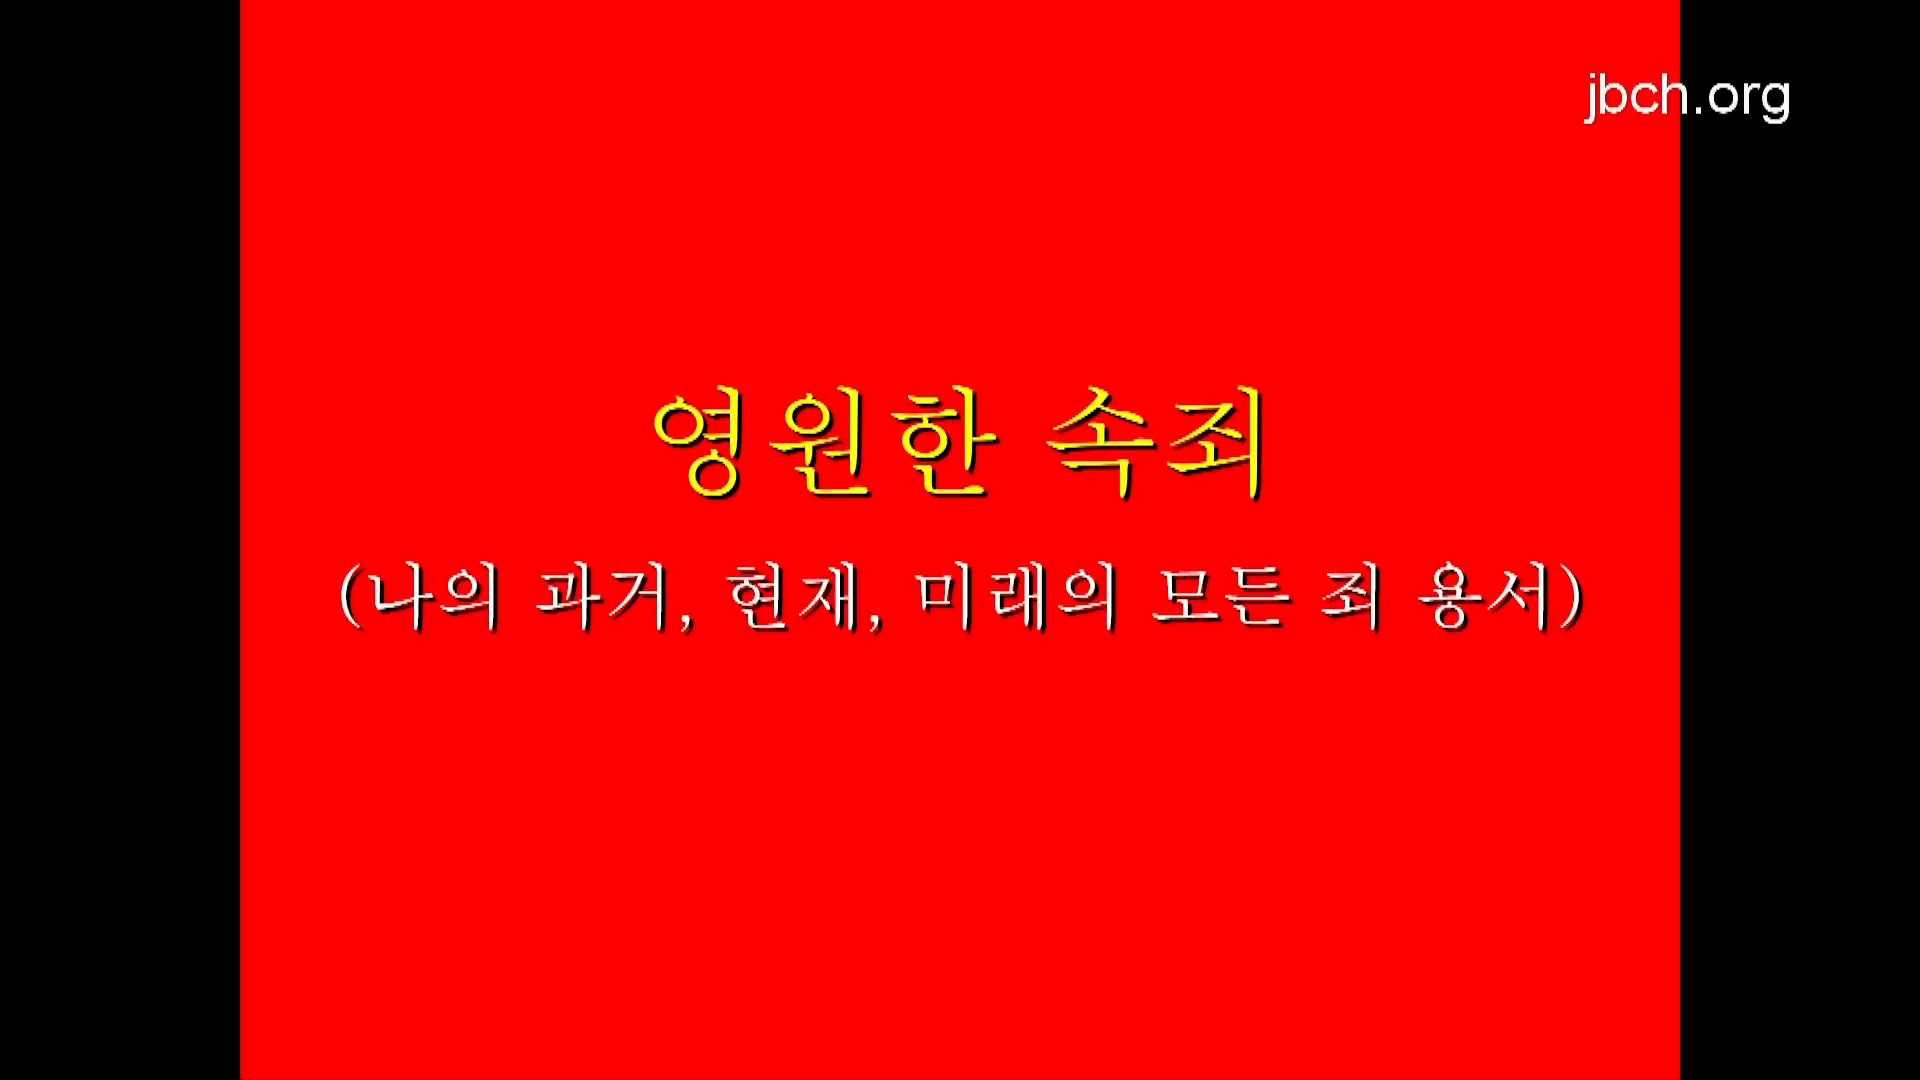 jbch.org
영원한 속죄
(나의 과거, 현재, 미래의 모든 죄 용서)